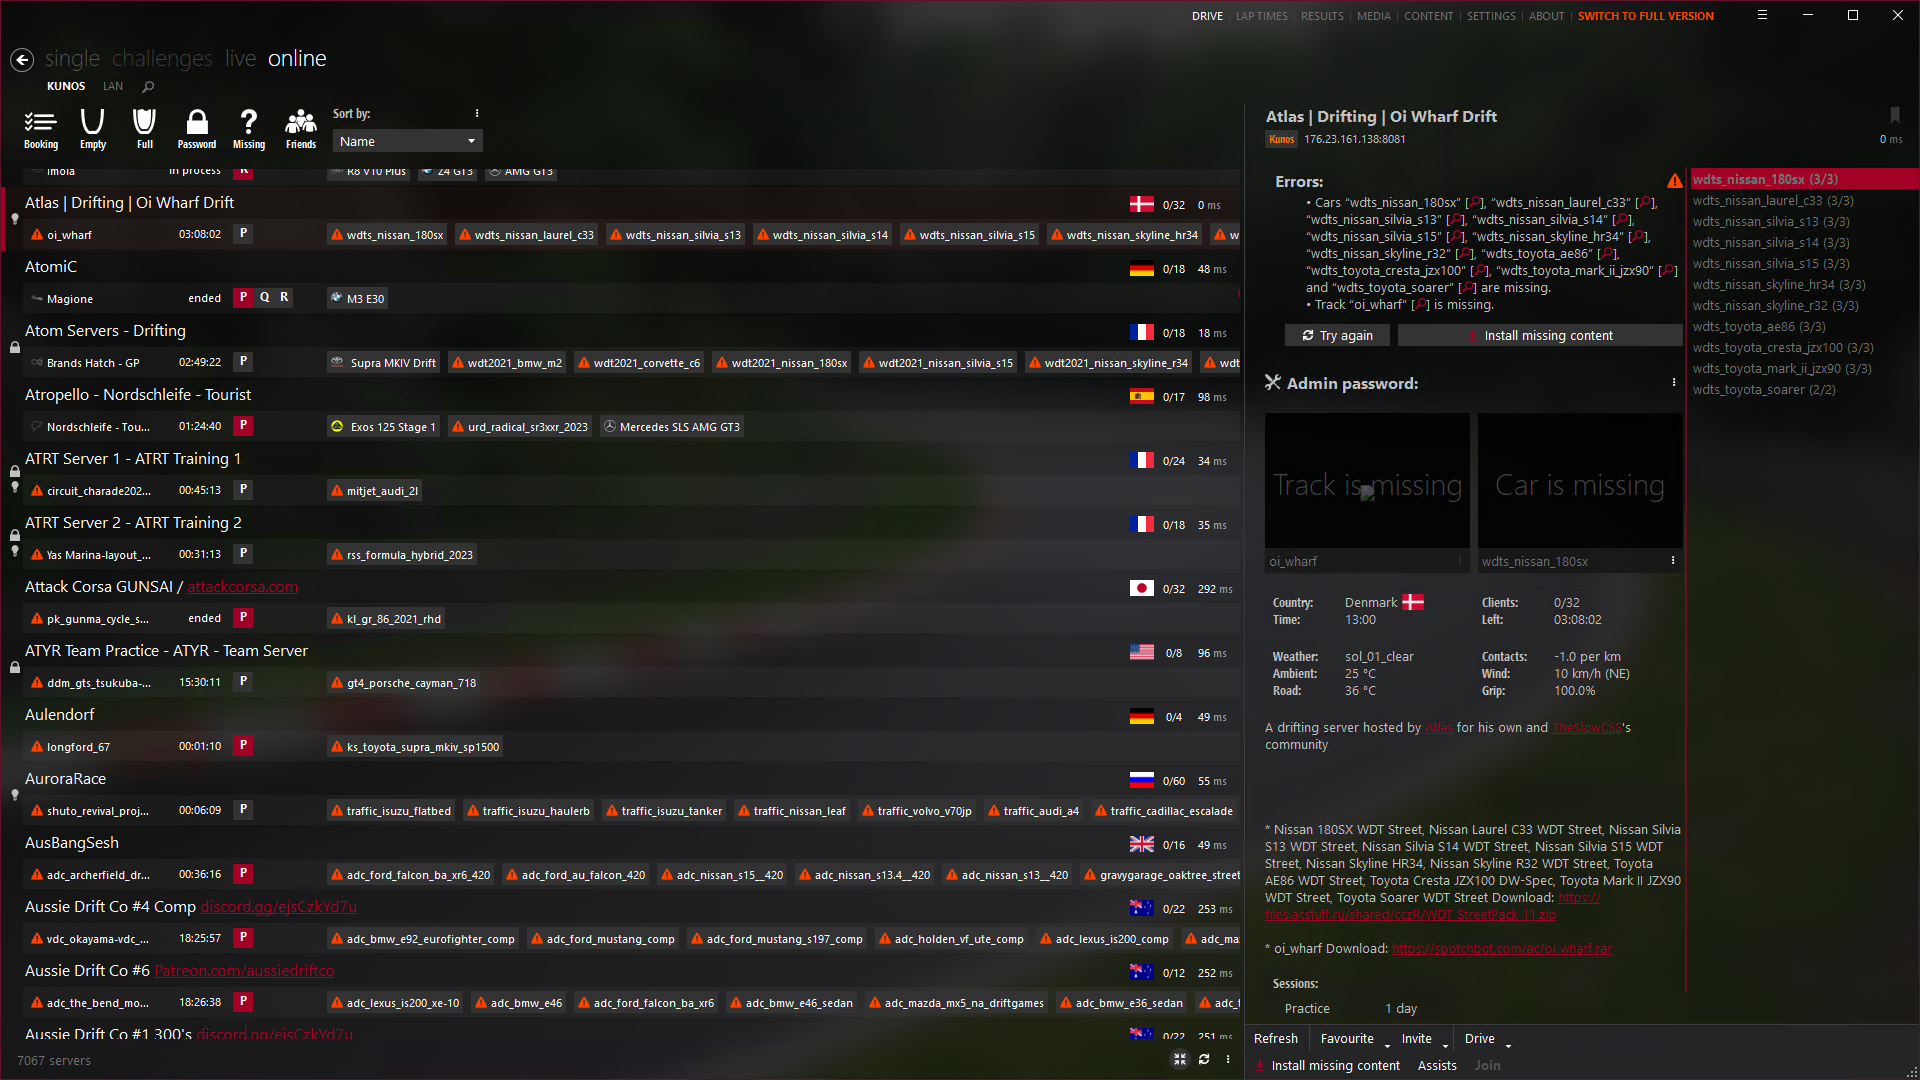 DRIVE LAP TIMES RESULTS MEDIA CONTENT SETTINGS ABOUT SWITCH TO FULL VERSION
single challenges live online
KUNOS LAN
Sort by:
Booking Empty Full Password Missing Friends
Name
Imola in process R R8 V10 Plus Z4 GT3 AMG GT3
Atlas | Drifting | Oi Wharf Drift 0/32 0 ms
oi_wharf 03:08:02 P wdts_nissan_180sx wdts_nissan_laurel_c33 wdts_nissan_silvia_s13 wdts_nissan_silvia_s14 wdts_nissan_silvia_s15 wdts_nissan_skyline_hr34 w
AtomiC 0/18 48 ms
Magione ended P Q R M3 E30
Atom Servers - Drifting 0/18 18 ms
Brands Hatch - GP 02:49:22 P Supra MKIV Drift wdt2021_bmw_m2 wdt2021_corvette_c6 wdt2021_nissan_180sx wdt2021_nissan_silvia_s15 wdt2021_nissan_skyline_r34 wdt
Atropello - Nordschleife - Tourist 0/17 98 ms
Nordschleife - Tou... 01:24:40 P Exos 125 Stage 1 urd_radical_sr3xxr_2023 Mercedes SLS AMG GT3
ATRT Server 1 - ATRT Training 1 0/24 34 ms
circuit_charade202... 00:45:13 P mitjet_audi_2l
ATRT Server 2 - ATRT Training 2 0/18 35 ms
Yas Marina-layout_... 00:31:13 P rss_formula_hybrid_2023
Attack Corsa GUNSAI / attackcorsa.com 0/32 292 ms
pk_gunma_cycle_s... ended P kl_gr_86_2021_rhd
ATYR Team Practice - ATYR - Team Server 0/8 96 ms
ddm_gts_tsukuba-... 15:30:11 P gt4_porsche_cayman_718
Aulendorf 0/4 49 ms
longford_67 00:01:10 P ks_toyota_supra_mkiv_sp1500
AuroraRace 0/60 55 ms
shuto_revival_proj... 00:06:09 P traffic_isuzu_flatbed traffic_isuzu_haulerb traffic_isuzu_tanker traffic_nissan_leaf traffic_volvo_v70jp traffic_audi_a4 traffic_cadillac_escalade
AusBangSesh 0/16 49 ms
adc_archerfield_dr... 00:36:16 P adc_ford_falcon_ba_xr6_420 adc_ford_au_falcon_420 adc_nissan_s15__420 adc_nissan_s13.4__420 adc_nissan_s13__420 gravygarage_oaktree_street
Aussie Drift Co #4 Comp discord.gg/ejsCzkYd7u 0/22 253 ms
vdc_okayama-vdc_... 18:25:57 P adc_bmw_e92_eurofighter_comp adc_ford_mustang_comp adc_ford_mustang_s197_comp adc_holden_vf_ute_comp adc_lexus_is200_comp adc_maz
Aussie Drift Co #6 Patreon.com/aussiedriftco 0/12 252 ms
adc_the_bend_mo... 18:26:38 P adc_lexus_is200_xe-10 adc_bmw_e46 adc_ford_falcon_ba_xr6 adc_bmw_e46_sedan adc_mazda_mx5_na_driftgames adc_bmw_e36_sedan adc_f
Aussie Drift Co #1 300's discord.gg/ejsCzkYd7u 0/22 251 ms
7067 servers
Atlas | Drifting | Oi Wharf Drift
Kunos 176.23.161.138:8081 0 ms
Errors:
• Cars “wdts_nissan_180sx” [], “wdts_nissan_laurel_c33” [],
“wdts_nissan_silvia_s13” [], “wdts_nissan_silvia_s14” [],
“wdts_nissan_silvia_s15” [], “wdts_nissan_skyline_hr34” [],
“wdts_nissan_skyline_r32” [], “wdts_toyota_ae86” [],
“wdts_toyota_cresta_jzx100” [], “wdts_toyota_mark_ii_jzx90” []
and “wdts_toyota_soarer” [] are missing.
• Track “oi_wharf” [] is missing.
Try again Install missing content
Admin password:
Track is missing Car is missing
oi_wharf wdts_nissan_180sx
Country: Denmark Clients: 0/32
Time: 13:00 Left: 03:08:02
Weather: sol_01_clear Contacts: -1.0 per km
Ambient: 25 °C Wind: 10 km/h (NE)
Road: 36 °C Grip: 100.0%
A drifting server hosted by Atlas for his own and TheSlowCSS's
community
* Nissan 180SX WDT Street, Nissan Laurel C33 WDT Street, Nissan Silvia
S13 WDT Street, Nissan Silvia S14 WDT Street, Nissan Silvia S15 WDT
Street, Nissan Skyline HR34, Nissan Skyline R32 WDT Street, Toyota
AE86 WDT Street, Toyota Cresta JZX100 DW-Spec, Toyota Mark II JZX90
WDT Street, Toyota Soarer WDT Street Download: https://
files.acstuff.ru/shared/cczR/WDT_StreetPack_11.zip
* oi_wharf Download: https://spotchbot.com/ac/oi_wharf.rar
Sessions:
Practice 1 day
Refresh Favourite Invite Drive
Install missing content Assists Join
wdts_nissan_180sx (3/3)
wdts_nissan_laurel_c33 (3/3)
wdts_nissan_silvia_s13 (3/3)
wdts_nissan_silvia_s14 (3/3)
wdts_nissan_silvia_s15 (3/3)
wdts_nissan_skyline_hr34 (3/3)
wdts_nissan_skyline_r32 (3/3)
wdts_toyota_ae86 (3/3)
wdts_toyota_cresta_jzx100 (3/3)
wdts_toyota_mark_ii_jzx90 (3/3)
wdts_toyota_soarer (2/2)